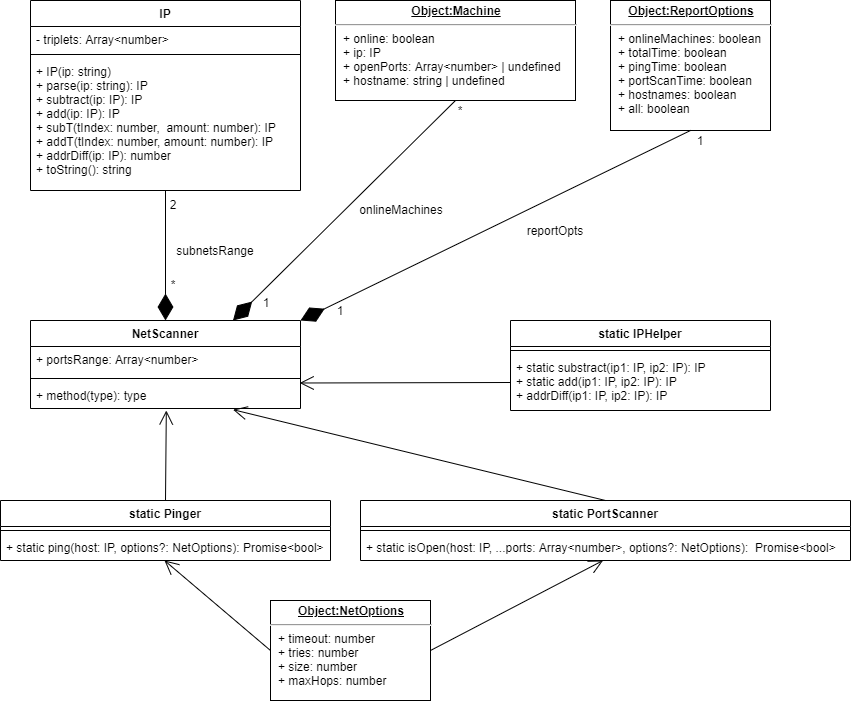 IP
- triplets: Array<number>
+ IP(ip: string)
+ parse(ip: string): IP
+ subtract(ip: IP): IP
+ add(ip: IP): IP
+ subT(tIndex: number,  amount: number): IP
+ addT(tIndex: number, amount: number): IP
+ addrDiff(ip: IP): number
+ toString(): string
Object:Machine
+ online: boolean
+ ip: IP
+ openPorts: Array<number> | undefined
+ hostname: string | undefined
Object:ReportOptions
+ onlineMachines: boolean
+ totalTime: boolean
+ pingTime: boolean
+ portScanTime: boolean
+ hostnames: boolean
+ all: boolean
2
subnetsRange
*
*
onlineMachines
1
1
reportOpts
1
NetScanner
+ portsRange: Array<number>
+ method(type): type
static IPHelper
+ static substract(ip1: IP, ip2: IP): IP
+ static add(ip1: IP, ip2: IP): IP
+ addrDiff(ip1: IP, ip2: IP): IP
static Pinger
+ static ping(host: IP, options?: NetOptions): Promise<bool>
static PortScanner
+ static isOpen(host: IP, ...ports: Array<number>, options?: NetOptions):  Promise<bool>
Object:NetOptions
+ timeout: number
+ tries: number
+ size: number
+ maxHops: number